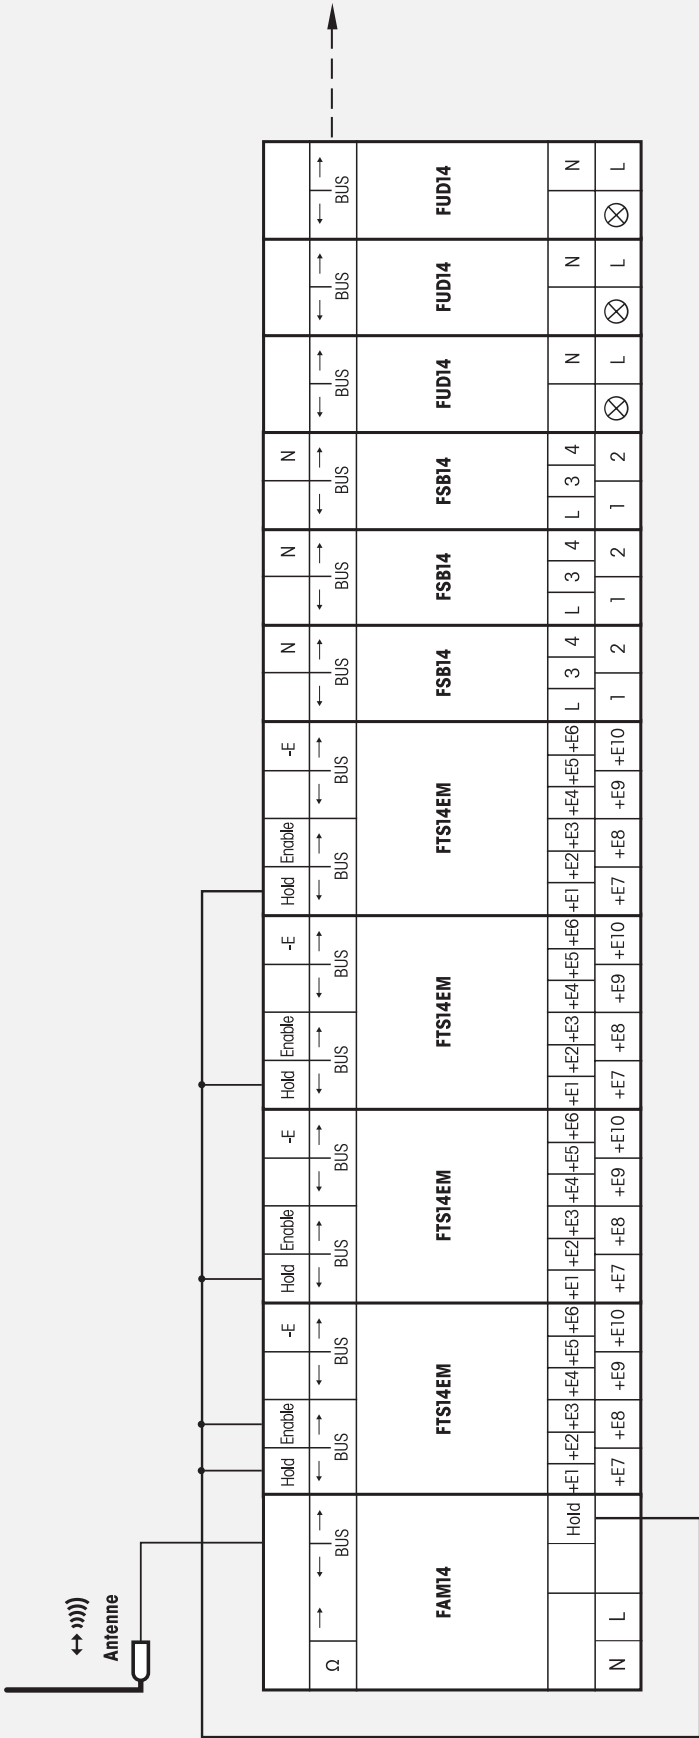 Antenne
Hold Enable -E Hold Enable -E Hold Enable -E Hold Enable -E N N N
Ω BUS BUS BUS BUS BUS BUS BUS BUS BUS BUS BUS BUS BUS BUS BUS
FAM14 FTS14EM FTS14EM FTS14EM FTS14EM FSB14 FSB14 FSB14 FUD14 FUD14 FUD14
Hold +E1 +E2 +E3 +E4 +E5 +E6 +E1 +E2 +E3 +E4 +E5 +E6 +E1 +E2 +E3 +E4 +E5 +E6 +E1 +E2 +E3 +E4 +E5 +E6 L 3 4 L 3 4 L 3 4 N N N
N L +E7 +E8 +E9 +E10 +E7 +E8 +E9 +E10 +E7 +E8 +E9 +E10 +E7 +E8 +E9 +E10 1 2 1 2 1 2 L L L